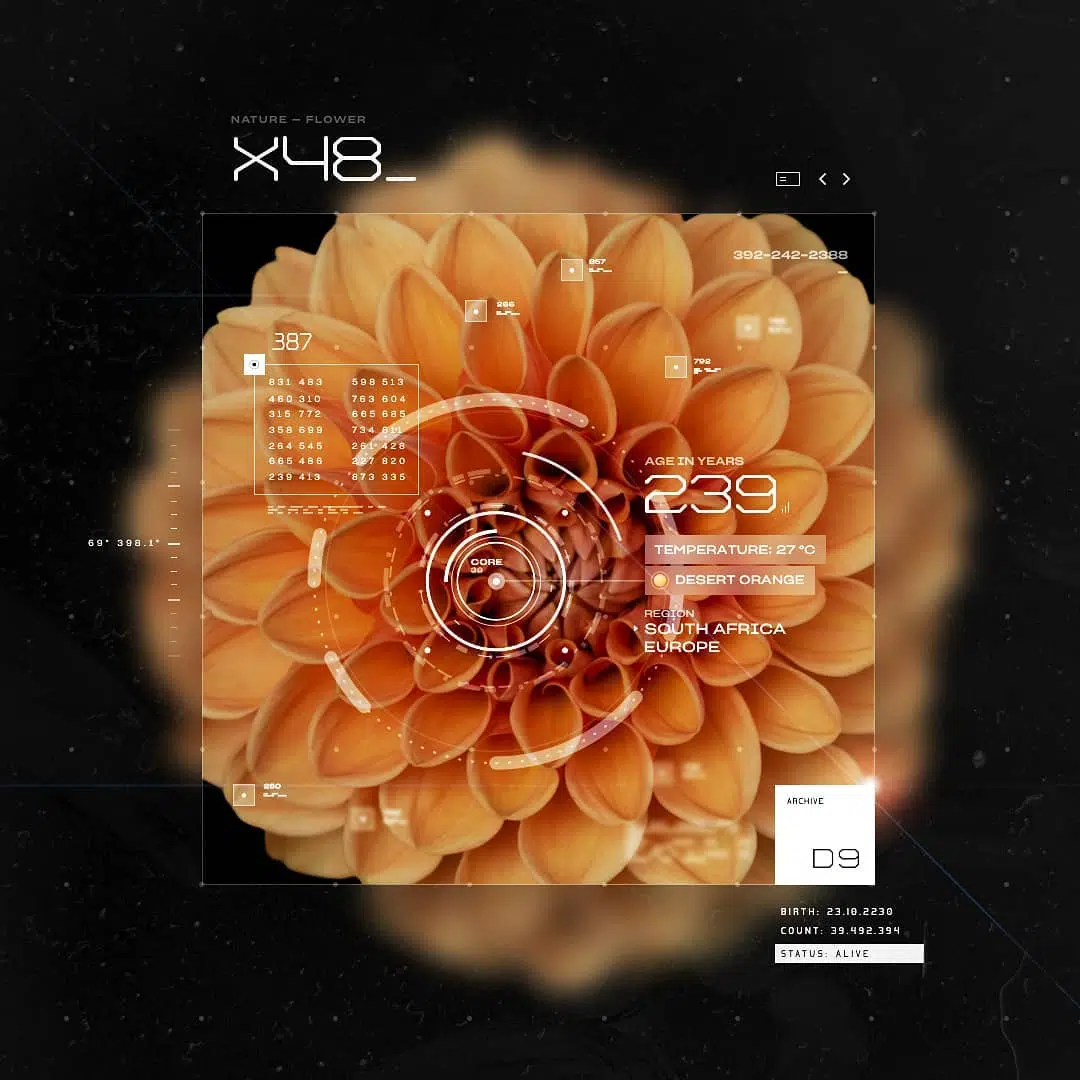 NATURE — FLOWER
X48_
392-242-2388
857
266
792
387
831 483 598 513
460 310 763 604
315 772 665 685
358 699 734 611
264 545 261 428
665 486 227 820
239 413 873 335
AGE IN YEARS
239
69° 398.1°
TEMPERATURE: 27 °C
CORE
DESERT ORANGE
REGION
SOUTH AFRICA
EUROPE
250
ARCHIVE
D9
BIRTH: 23.10.2230
COUNT: 39.492.394
STATUS: ALIVE